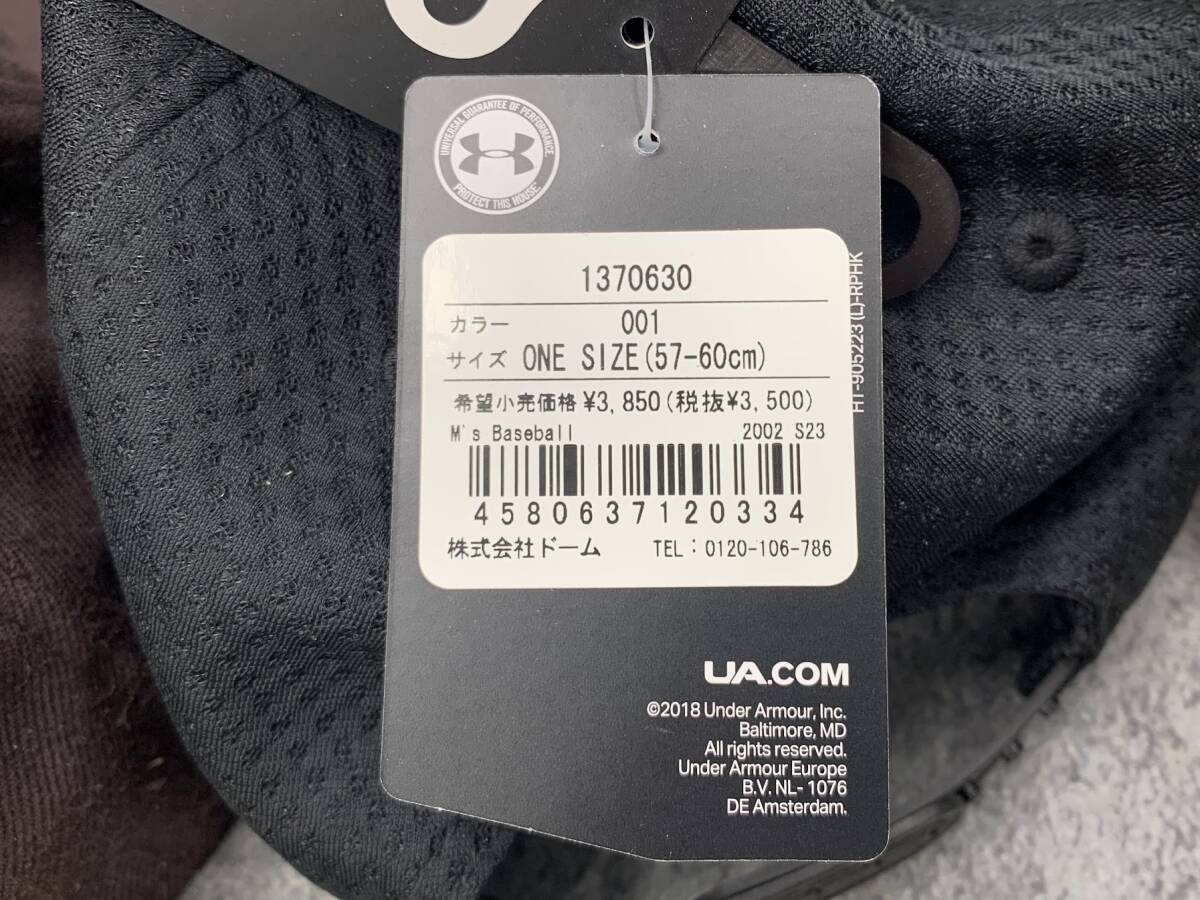 UNIVERSAL GUARANTEE OF PERFORMANCE
PROTECT THIS HOUSE
1370630
カラー 001
サイズ ONE SIZE(57-60cm)
希望小売価格 ¥3,850(税抜¥3,500)
M's Baseball 2002 S23
4580637120334
株式会社ドーム TEL:0120-106-786
HT-905223 (L)-RPHK
UA.COM
©2018 Under Armour, Inc.
Baltimore, MD
All rights reserved.
Under Armour Europe
B.V. NL- 1076
DE Amsterdam.